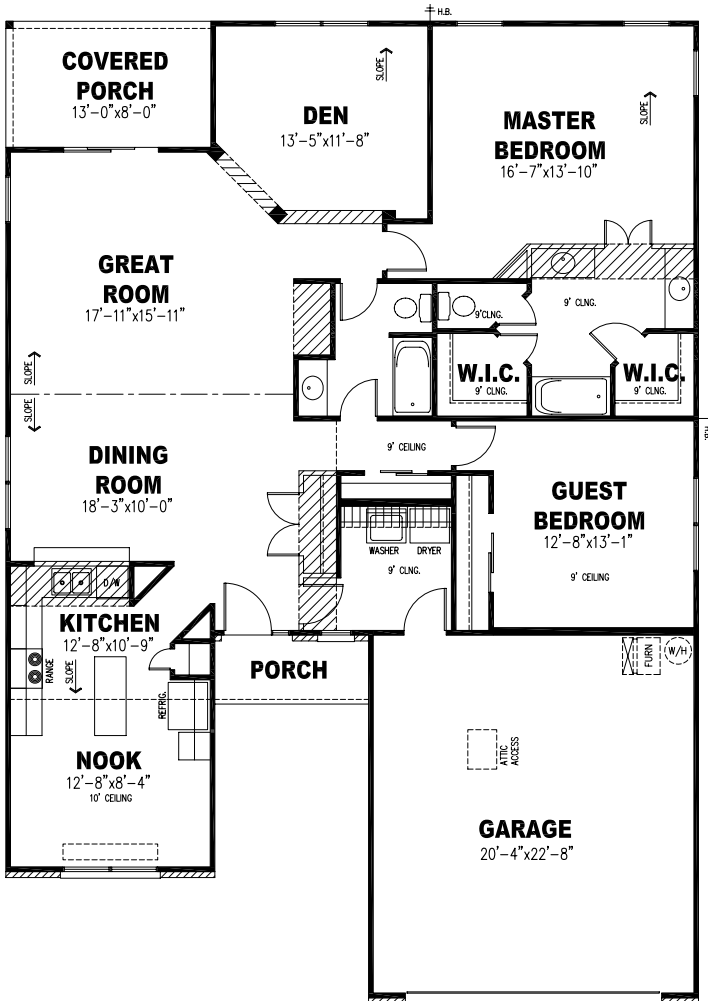 H.B.
COVERED
PORCH
13'-0"x8'-0"
DEN
13'-5"x11'-8"
SLOPE
MASTER
BEDROOM
16'-7"x13'-10"
SLOPE
GREAT
ROOM
17'-11"x15'-11"
9'CLNG.
9' CLNG.
W.I.C.
9' CLNG.
W.I.C.
9' CLNG.
SLOPE
SLOPE
H.B.
9' CEILING
DINING
ROOM
18'-3"x10'-0"
GUEST
BEDROOM
12'-8"x13'-1"
9' CEILING
WASHER
DRYER
9' CLNG.
D/W
KITCHEN
12'-8"x10'-9"
RANGE
SLOPE
REFRIG.
PORCH
FURN
W/H
NOOK
12'-8"x8'-4"
10' CEILING
ATTIC
ACCESS
GARAGE
20'-4"x22'-8"